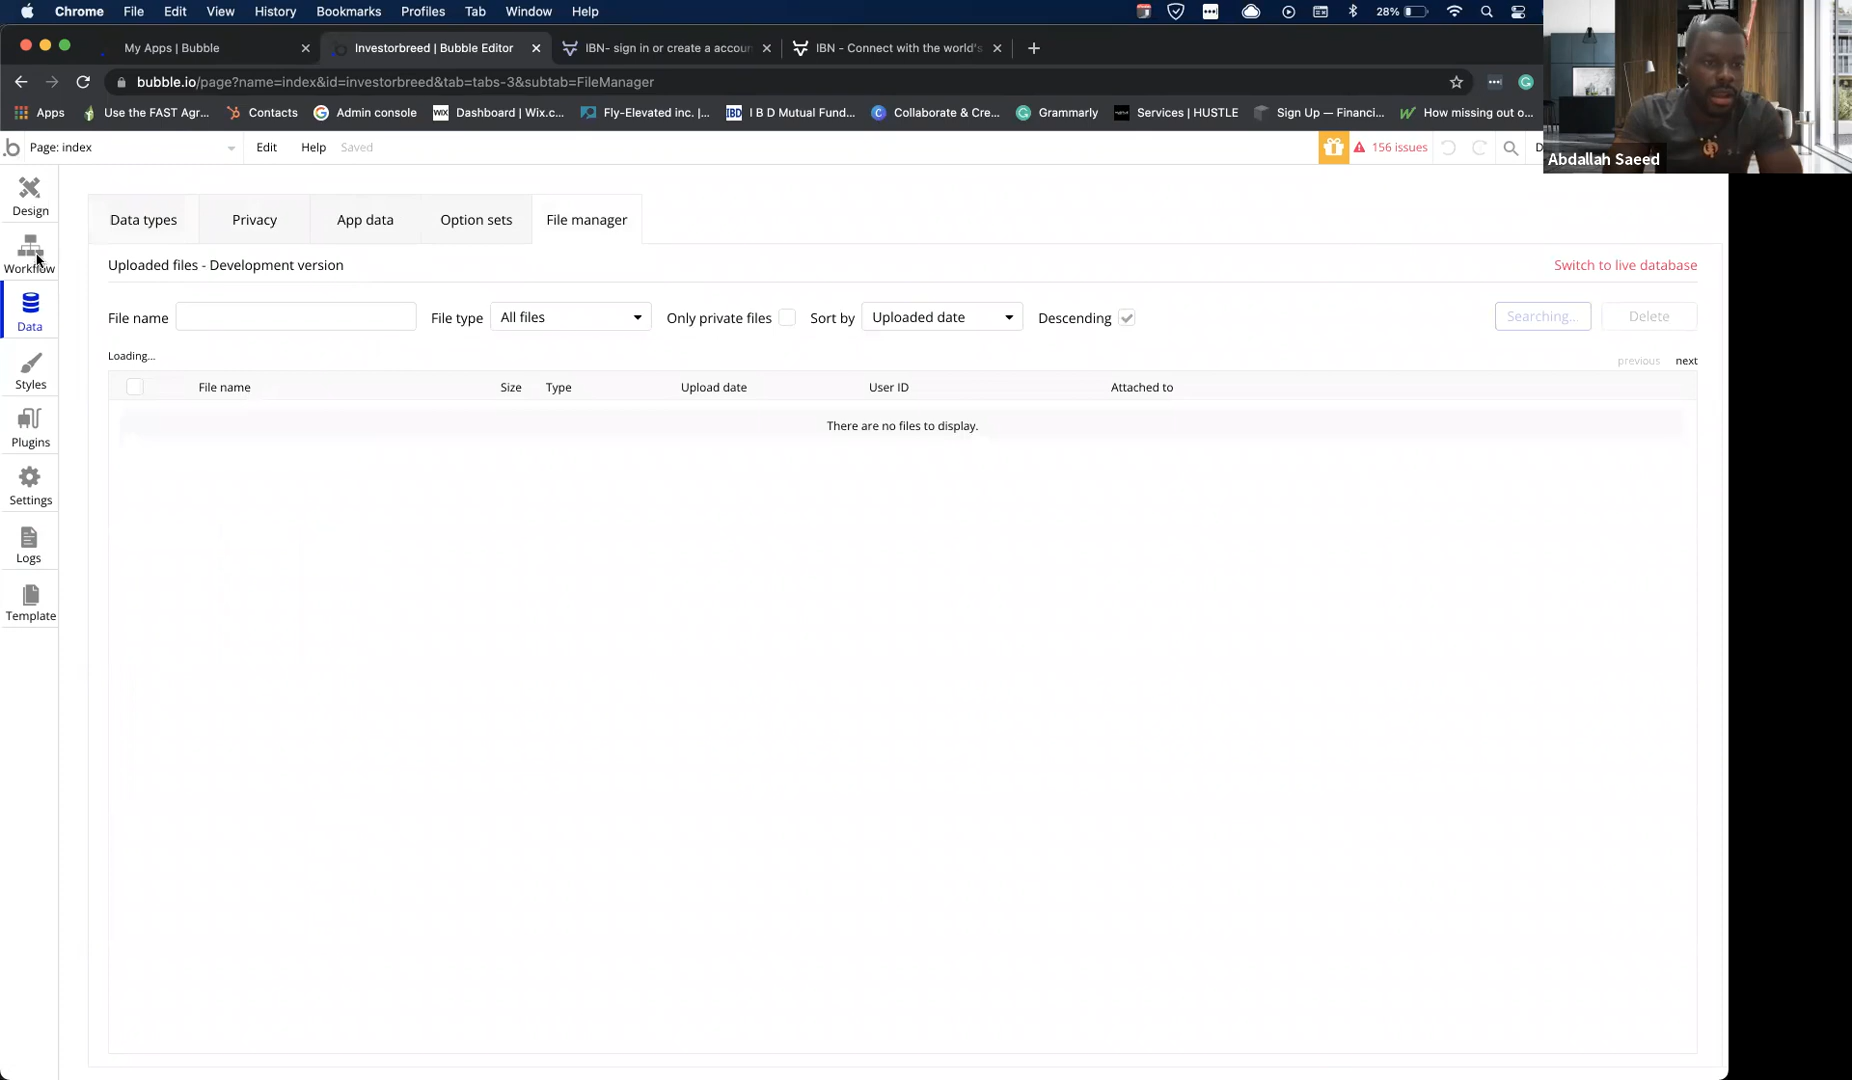 Chrome File Edit View History Bookmarks Profiles Tab Window Help 28%
My Apps | Bubble Investorbreed | Bubble Editor IBN- sign in or create a accoun IBN - Connect with the world's
bubble.io/page?name=index&id=investorbreed&tab=tabs-3&subtab=FileManager
Apps Use the FAST Agr... Contacts Admin console WIX Dashboard | Wix.c... Fly-Elevated inc. |... IBD I B D Mutual Fund... Collaborate & Cre... Grammarly Services | HUSTLE Sign Up — Financi... How missing out o...
Abdallah Saeed
Page: index Edit Help Saved 156 issues D
Design
Workflow
Data
Styles
Plugins
Settings
Logs
Template
Data types Privacy App data Option sets File manager
Uploaded files - Development version Switch to live database
File name File type All files Only private files Sort by Uploaded date Descending Searching... Delete
Loading... previous next
File name Size Type Upload date User ID Attached to
There are no files to display.